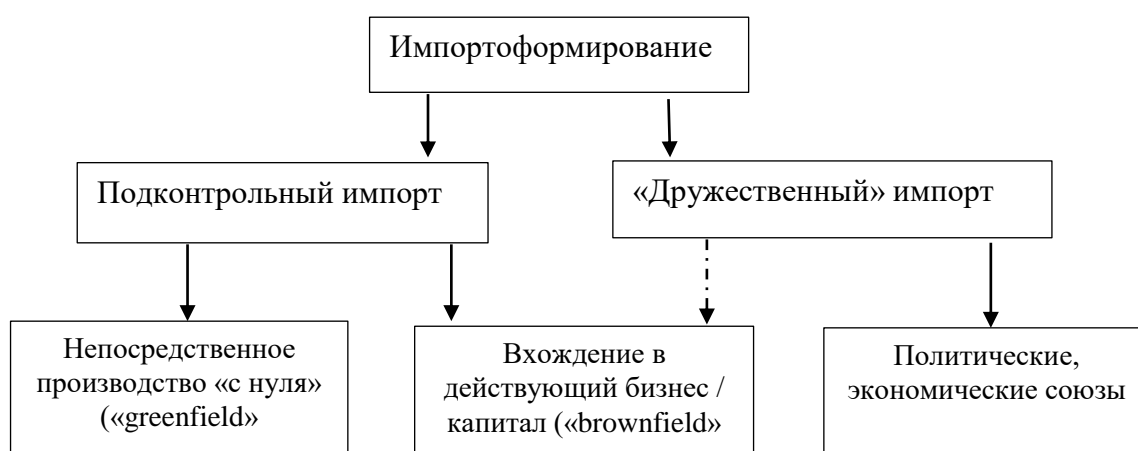 Импортоформирование
Подконтрольный импорт
«Дружественный» импорт
Непосредственное
производство «с нуля»
(«greenfield»
Вхождение в
действующий бизнес /
капитал («brownfield»
Политические,
экономические союзы